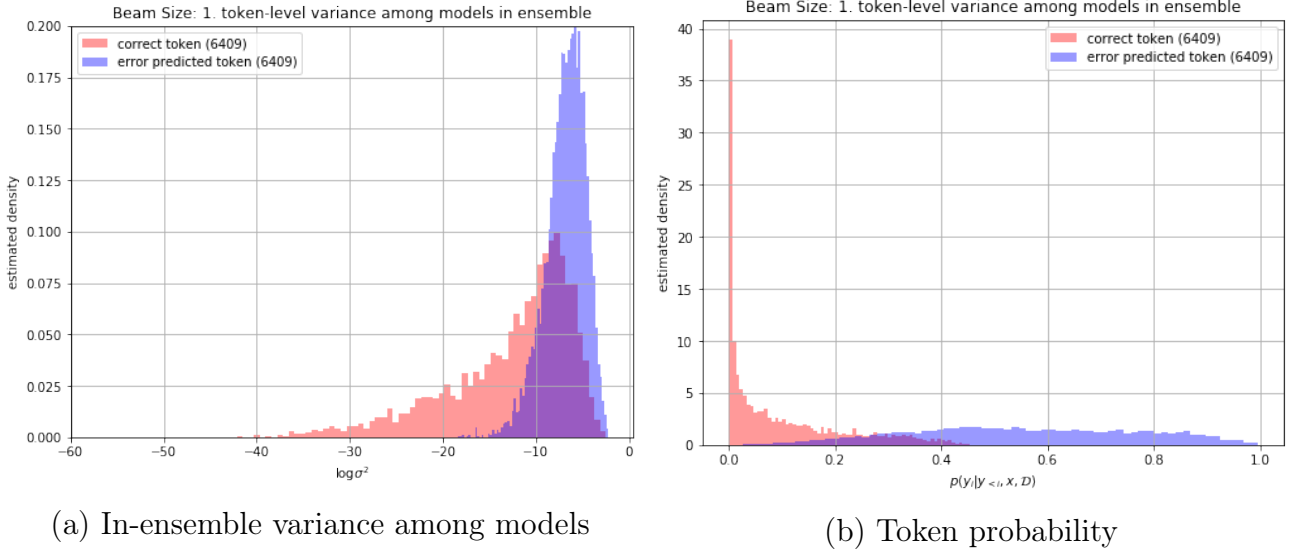 Beam Size: 1. token-level variance among models in ensemble
correct token (6409)
error predicted token (6409)
estimated density
0.200
0.175
0.150
0.125
0.100
0.075
0.050
0.025
0.000
−60
−50
−40
−30
−20
−10
0
log σ²
(a) In-ensemble variance among models
Beam Size: 1. token-level variance among models in ensemble
correct token (6409)
error predicted token (6409)
estimated density
40
35
30
25
20
15
10
5
0
0.0
0.2
0.4
0.6
0.8
1.0
p(y_i|y_{<i}, x, 𝒟)
(b) Token probability